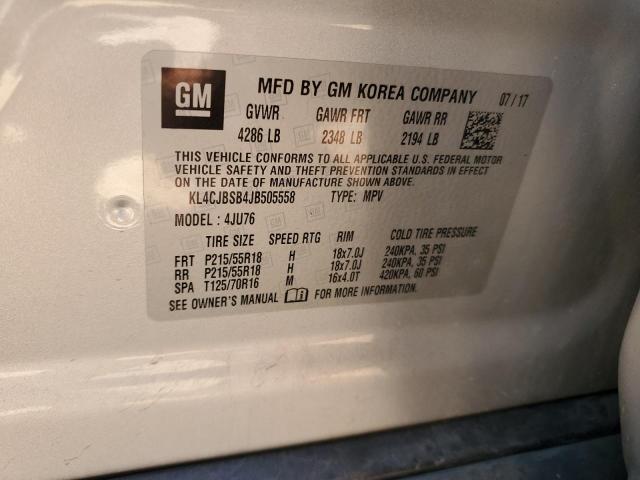 GM MFD BY GM KOREA COMPANY 07/17
GVWR GAWR FRT GAWR RR
4286 LB 2348 LB 2194 LB
THIS VEHICLE CONFORMS TO ALL APPLICABLE U.S. FEDERAL MOTOR
VEHICLE SAFETY AND THEFT PREVENTION STANDARDS IN
EFFECT ON THE DATE OF MANUFACTURE SHOWN ABOVE.
KL4CJBSB4JB505558 TYPE: MPV
MODEL: 4JU76
TIRE SIZE SPEED RTG RIM COLD TIRE PRESSURE
FRT P215/55R18 H 18x7.0J 240KPA, 35 PSI
RR P215/55R18 H 18x7.0J 240KPA, 35 PSI
SPA T125/70R16 M 16x4.0T 420KPA, 60 PSI
SEE OWNER'S MANUAL FOR MORE INFORMATION.